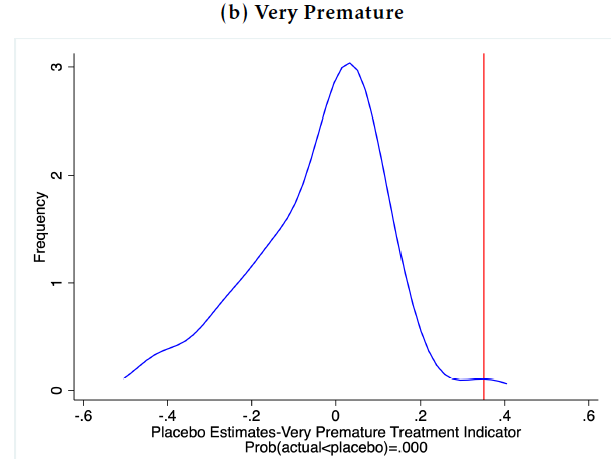 (b) Very Premature
Frequency
3
2
1
0
-.6 -.4 -.2 0 .2 .4 .6
Placebo Estimates-Very Premature Treatment Indicator
Prob(actual<placebo)=.000